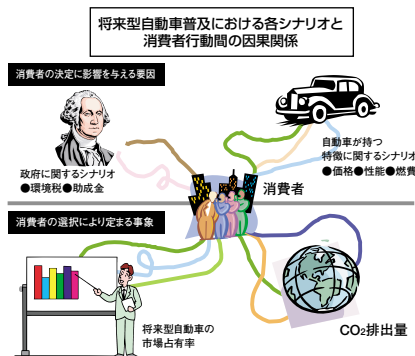 将来型自動車普及における各シナリオと
消費者行動間の因果関係
消費者の決定に影響を与える要因
政府に関するシナリオ
●環境税●助成金
自動車が持つ
特徴に関するシナリオ
●価格●性能●燃費
消費者
消費者の選択により定まる事象
将来型自動車の
市場占有率
CO₂排出量